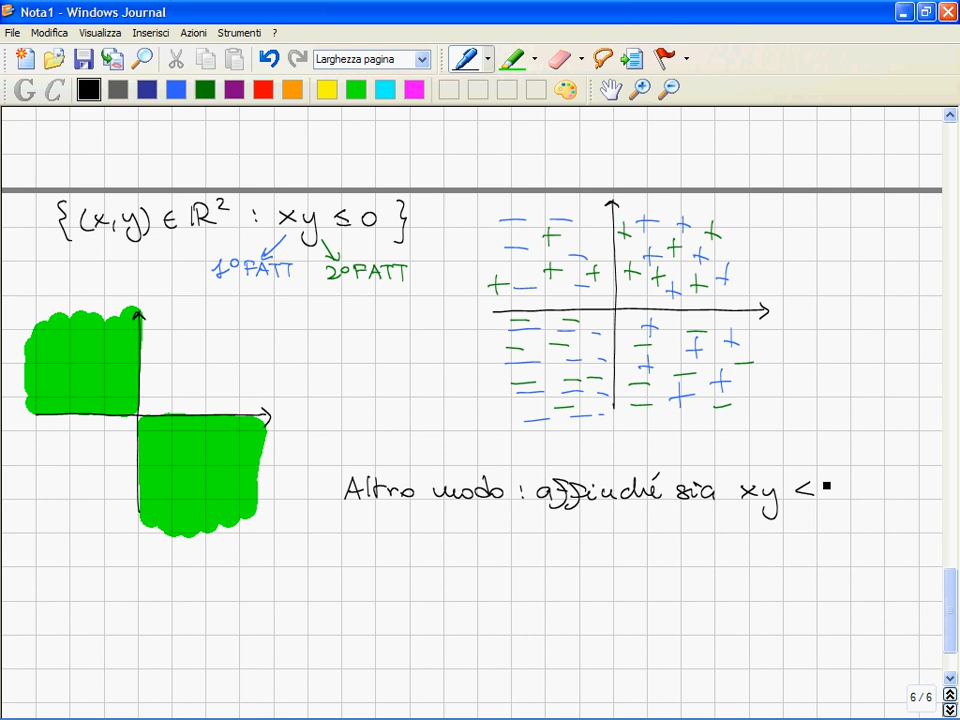 Nota1 - Windows Journal
File Modifica Visualizza Inserisci Azioni Strumenti ?
Larghezza pagina
G C
{(x,y) ∈ ℝ² : xy ≤ 0}
1° FATT 2° FATT
Altro modo : affinché sia xy <
6 / 6